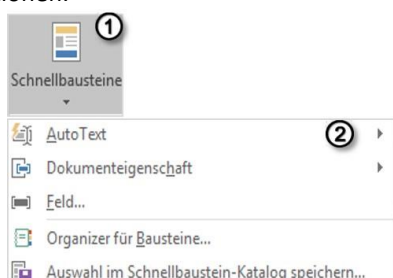 ①
Schnellbausteine
AutoText ②
Dokumenteigenschaft
Feld...
Organizer für Bausteine...
Auswahl im Schnellbaustein-Katalog speichern...